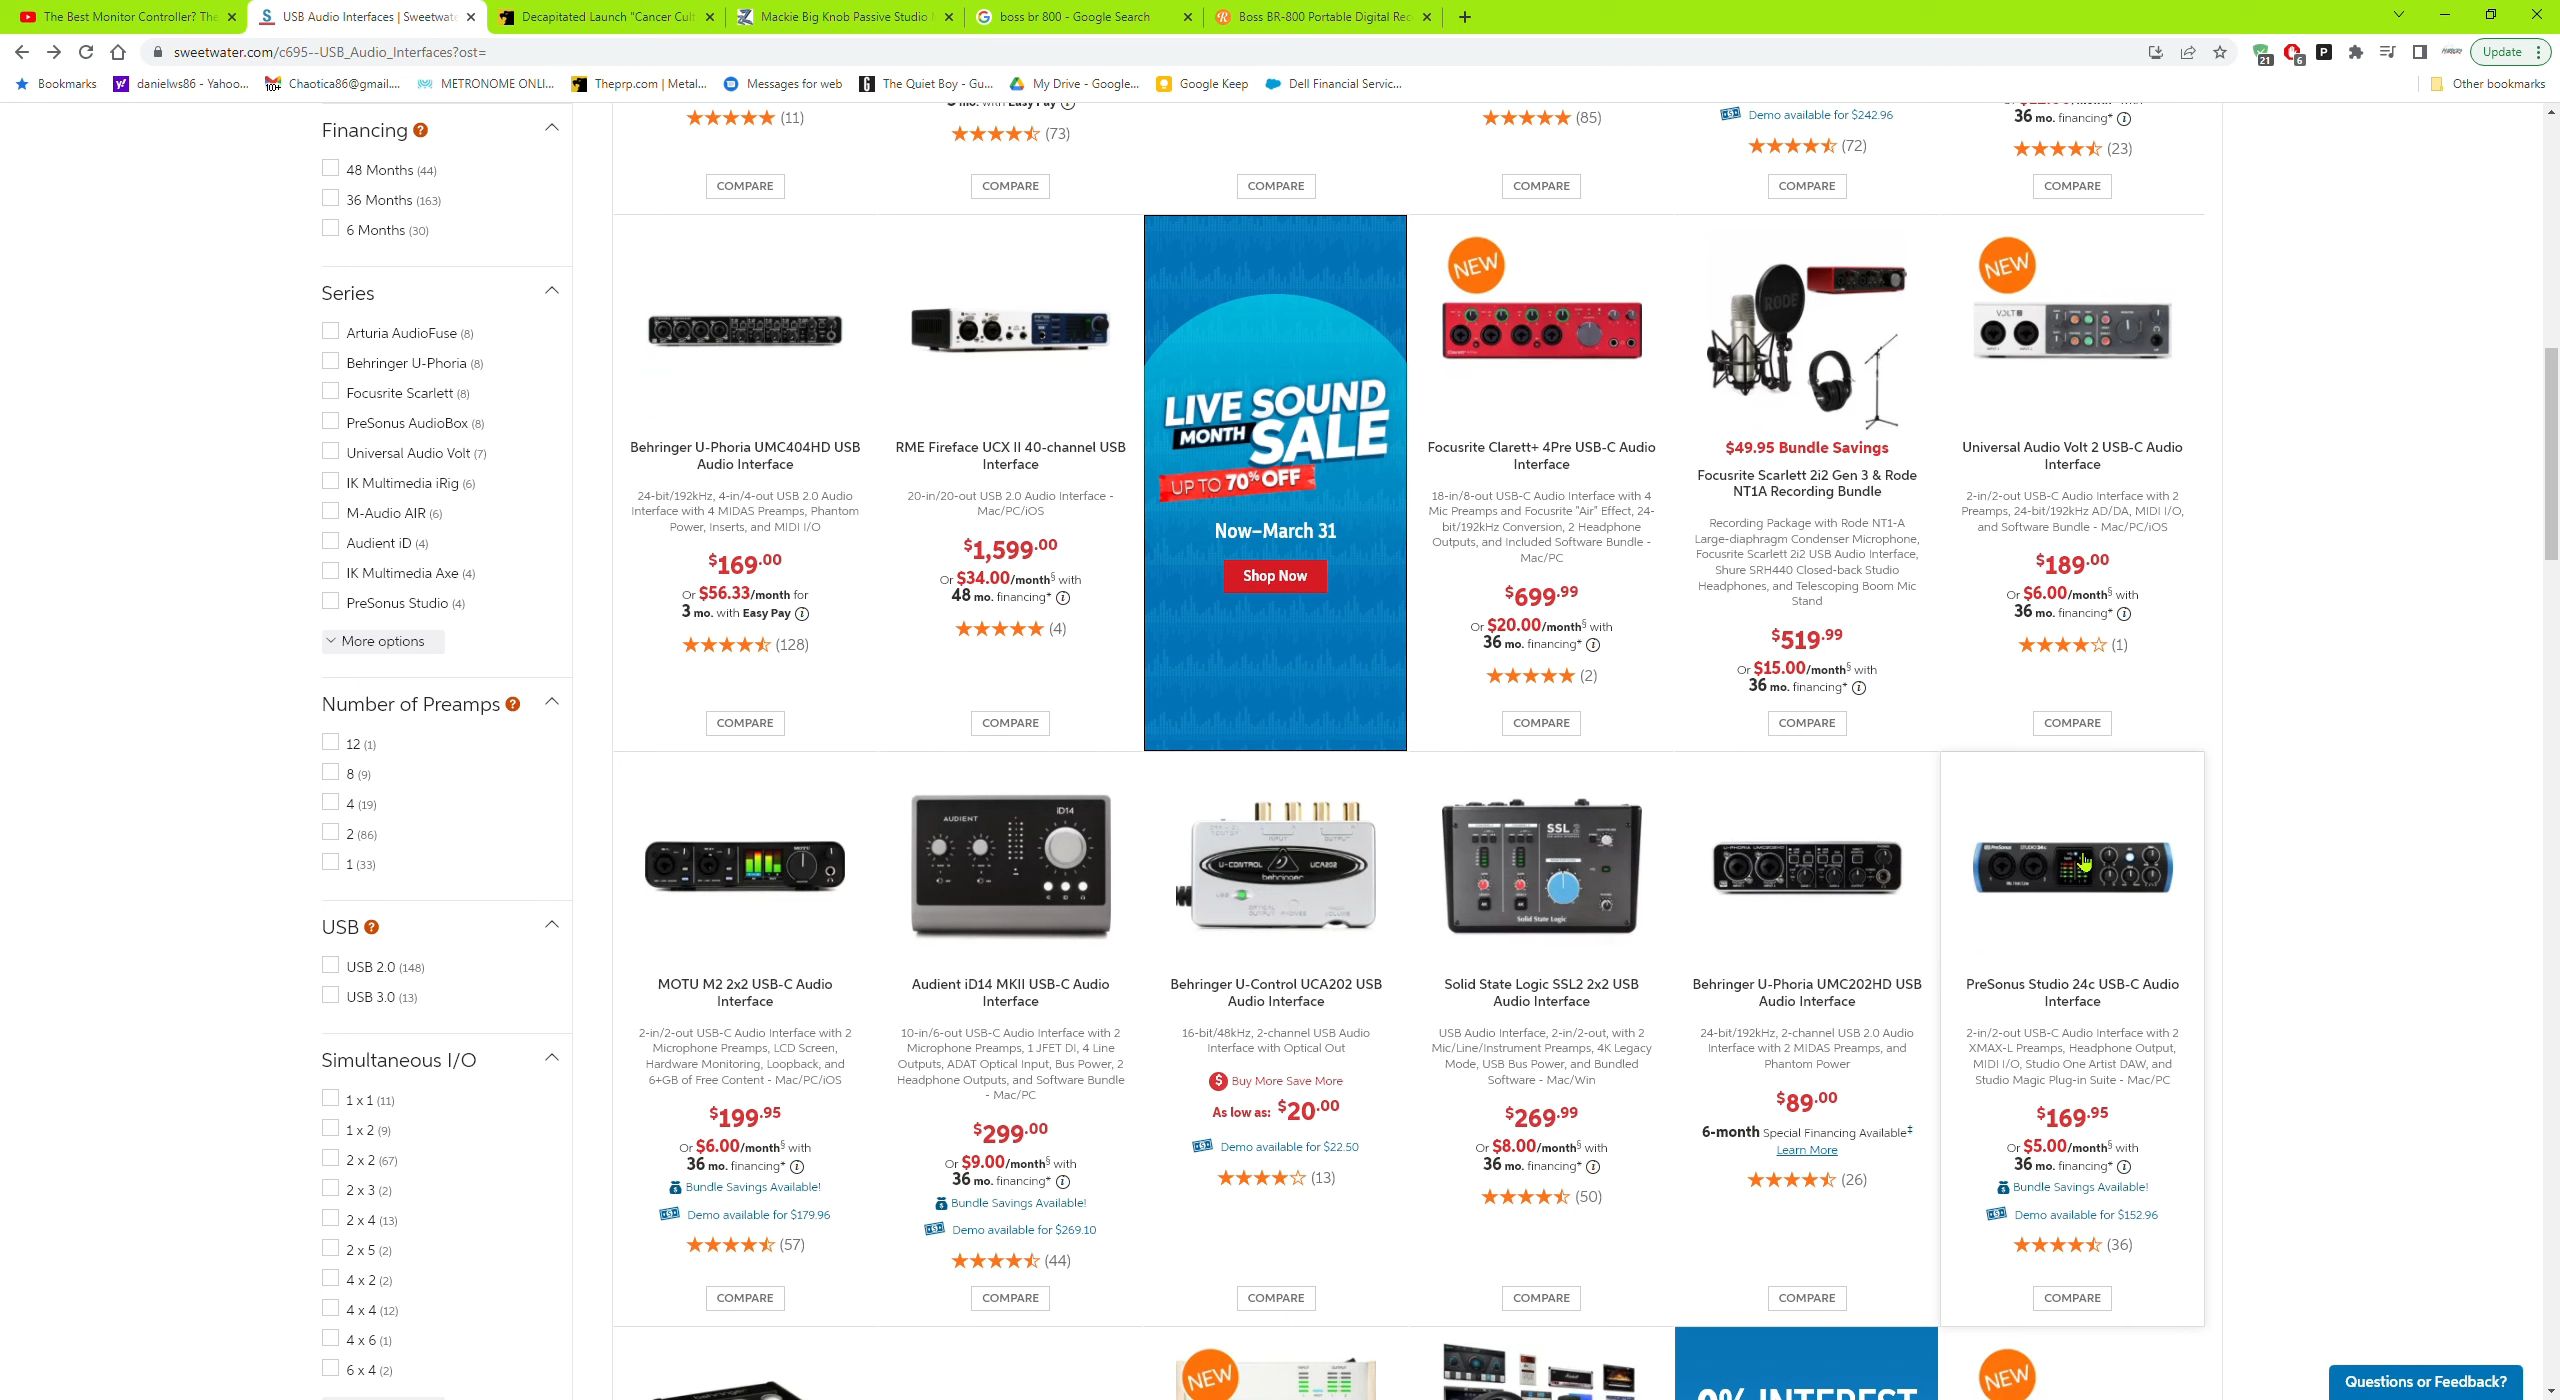 The Best Monitor Controller? The
USB Audio Interfaces | Sweetwat
Decapitated Launch "Cancer Cult
Mackie Big Knob Passive Studio
boss br 800 - Google Search
Boss BR-800 Portable Digital Rec
sweetwater.com/c695--USB_Audio_Interfaces?ost=
21
6
Update
Bookmarks
danielws86 - Yahoo...
Chaotica86@gmail....
METRONOME ONLI...
Theprp.com | Metal...
Messages for web
The Quiet Boy - Gu...
My Drive - Google...
Google Keep
Dell Financial Servic...
Other bookmarks
Financing
48 Months (44)
36 Months (163)
6 Months (30)
Series
Arturia AudioFuse (8)
Behringer U-Phoria (8)
Focusrite Scarlett (8)
PreSonus AudioBox (8)
Universal Audio Volt (7)
IK Multimedia iRig (6)
M-Audio AIR (6)
Audient iD (4)
IK Multimedia Axe (4)
PreSonus Studio (4)
More options
Number of Preamps
12 (1)
8 (9)
4 (19)
2 (86)
1 (33)
USB
USB 2.0 (148)
USB 3.0 (13)
Simultaneous I/O
1 x 1 (11)
1 x 2 (9)
2 x 2 (67)
2 x 3 (2)
2 x 4 (13)
2 x 5 (2)
4 x 2 (2)
4 x 4 (12)
4 x 6 (1)
6 x 4 (2)
(11)
COMPARE
(73)
COMPARE
COMPARE
(85)
COMPARE
Demo available for $242.96
(72)
COMPARE
36 mo. financing*
(23)
COMPARE
Behringer U-Phoria UMC404HD USB
Audio Interface
24-bit/192kHz, 4-in/4-out USB 2.0 Audio
Interface with 4 MIDAS Preamps, Phantom
Power, Inserts, and MIDI I/O
$169.00
Or $56.33/month for
3 mo. with Easy Pay
(128)
COMPARE
RME Fireface UCX II 40-channel USB
Interface
20-in/20-out USB 2.0 Audio Interface -
Mac/PC/iOS
$1,599.00
Or $34.00/month§ with
48 mo. financing*
(4)
COMPARE
LIVE SOUND
MONTH SALE
UP TO 70% OFF
Now–March 31
Shop Now
NEW
Focusrite Clarett+ 4Pre USB-C Audio
Interface
18-in/8-out USB-C Audio Interface with 4
Mic Preamps and Focusrite "Air" Effect, 24-
bit/192kHz Conversion, 2 Headphone
Outputs, and Included Software Bundle -
Mac/PC
$699.99
Or $20.00/month§ with
36 mo. financing*
(2)
COMPARE
RODE
$49.95 Bundle Savings
Focusrite Scarlett 2i2 Gen 3 & Rode
NT1A Recording Bundle
Recording Package with Rode NT1-A
Large-diaphragm Condenser Microphone,
Focusrite Scarlett 2i2 USB Audio Interface,
Shure SRH440 Closed-back Studio
Headphones, and Telescoping Boom Mic
Stand
$519.99
Or $15.00/month§ with
36 mo. financing*
COMPARE
NEW
VOLT 2
Universal Audio Volt 2 USB-C Audio
Interface
2-in/2-out USB-C Audio Interface with 2
Preamps, 24-bit/192kHz AD/DA, MIDI I/O,
and Software Bundle - Mac/PC/iOS
$189.00
Or $6.00/month§ with
36 mo. financing*
(1)
COMPARE
MOTU M2 2x2 USB-C Audio
Interface
2-in/2-out USB-C Audio Interface with 2
Microphone Preamps, LCD Screen,
Hardware Monitoring, Loopback, and
6+GB of Free Content - Mac/PC/iOS
$199.95
Or $6.00/month§ with
36 mo. financing*
Bundle Savings Available!
Demo available for $179.96
(57)
COMPARE
AUDIENT
iD14
Audient iD14 MKII USB-C Audio
Interface
10-in/6-out USB-C Audio Interface with 2
Microphone Preamps, 1 JFET DI, 4 Line
Outputs, ADAT Optical Input, Bus Power, 2
Headphone Outputs, and Software Bundle
- Mac/PC
$299.00
Or $9.00/month§ with
36 mo. financing*
Bundle Savings Available!
Demo available for $269.10
(44)
COMPARE
U-CONTROL
UCA202
behringer
Behringer U-Control UCA202 USB
Audio Interface
16-bit/48kHz, 2-channel USB Audio
Interface with Optical Out
Buy More Save More
As low as: $20.00
Demo available for $22.50
(13)
COMPARE
SSL 2
Solid State Logic
Solid State Logic SSL2 2x2 USB
Audio Interface
USB Audio Interface, 2-in/2-out, with 2
Mic/Line/Instrument Preamps, 4K Legacy
Mode, USB Bus Power, and Bundled
Software - Mac/Win
$269.99
Or $8.00/month§ with
36 mo. financing*
(50)
COMPARE
Behringer U-Phoria UMC202HD USB
Audio Interface
24-bit/192kHz, 2-channel USB 2.0 Audio
Interface with 2 MIDAS Preamps, and
Phantom Power
$89.00
6-month Special Financing Available‡
Learn More
(26)
COMPARE
PreSonus Studio 24c USB-C Audio
Interface
2-in/2-out USB-C Audio Interface with 2
XMAX-L Preamps, Headphone Output,
MIDI I/O, Studio One Artist DAW, and
Studio Magic Plug-in Suite - Mac/PC
$169.95
Or $5.00/month§ with
36 mo. financing*
Bundle Savings Available!
Demo available for $152.96
(36)
COMPARE
NEW
0% INTEREST
NEW
Questions or Feedback?